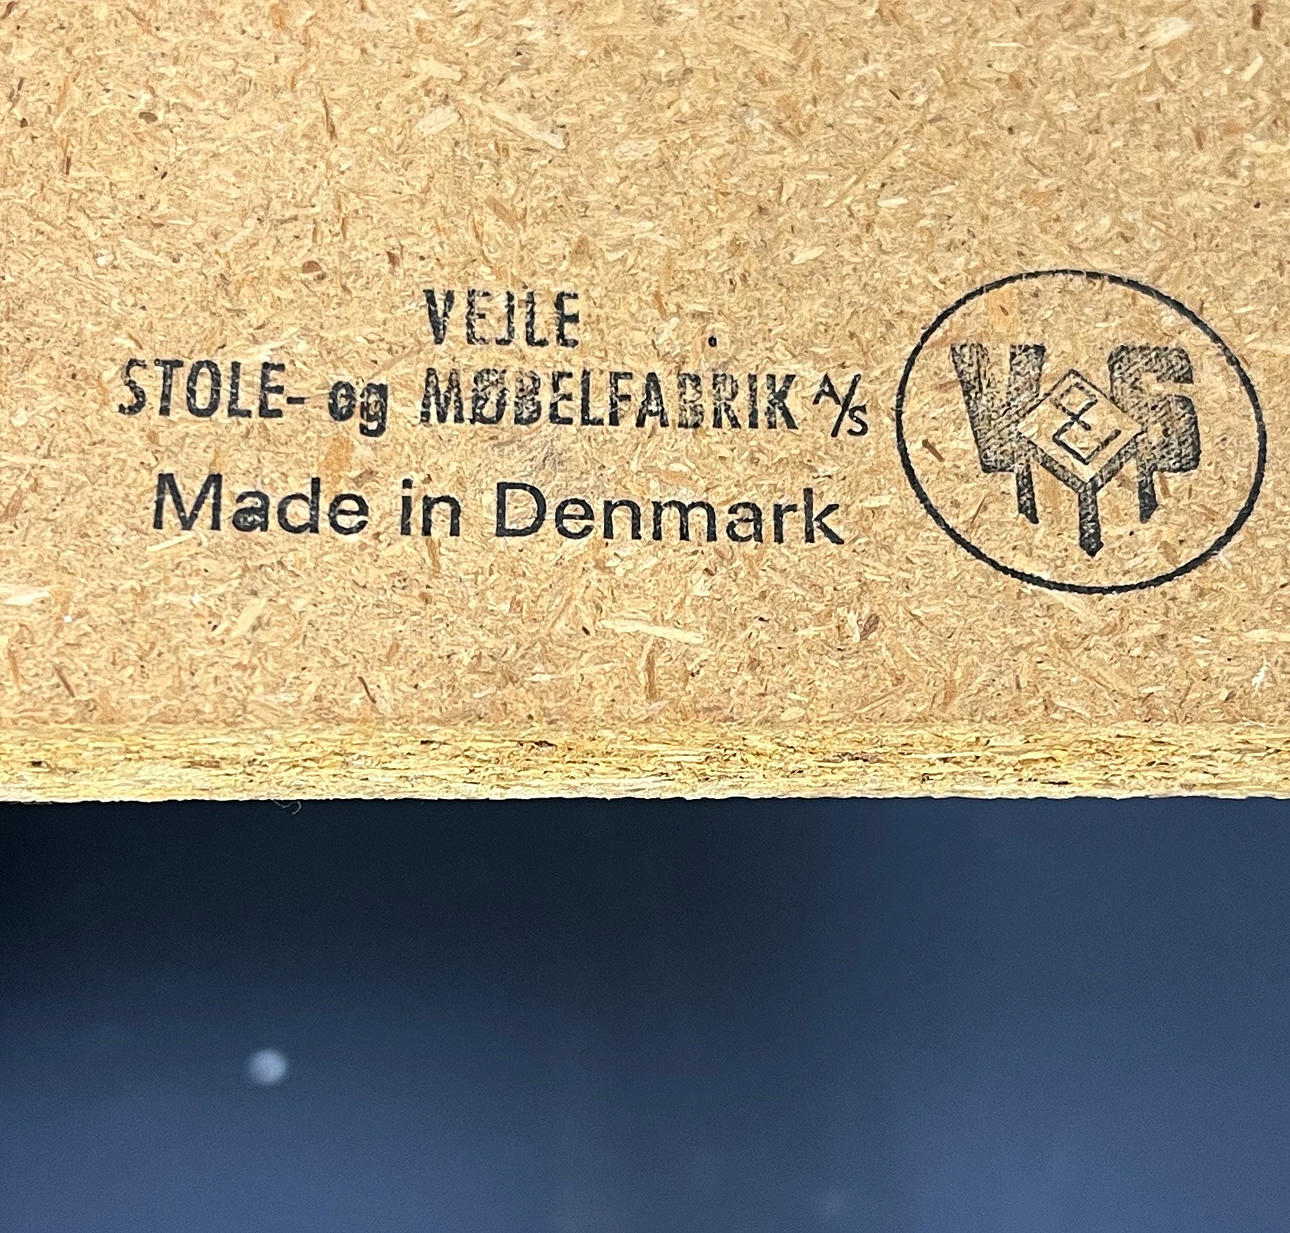 VEJLE
STOLE- og MØBELFABRIK A/S
Made in Denmark
V S